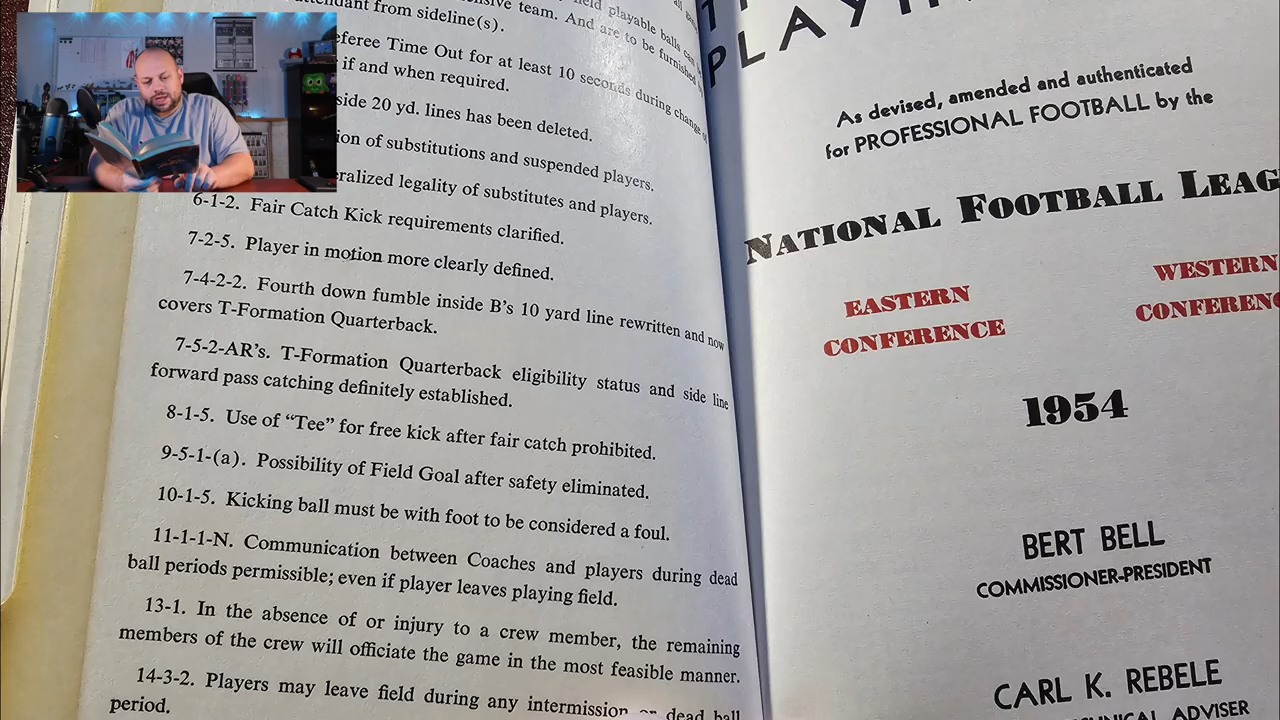 field playable balls
offensive team. And are to be furnished
attendant from sideline(s).
Referee Time Out for at least 10 seconds during change of
if and when required.
side 20 yd. lines has been deleted.
ion of substitutions and suspended players.
eralized legality of substitutes and players.
6-1-2. Fair Catch Kick requirements clarified.
7-2-5. Player in motion more clearly defined.
7-4-2-2. Fourth down fumble inside B's 10 yard line rewritten and now
covers T-Formation Quarterback.
7-5-2-AR's. T-Formation Quarterback eligibility status and side line
forward pass catching definitely established.
8-1-5. Use of “Tee” for free kick after fair catch prohibited.
9-5-1-(a). Possibility of Field Goal after safety eliminated.
10-1-5. Kicking ball must be with foot to be considered a foul.
11-1-1-N. Communication between Coaches and players during dead
ball periods permissible; even if player leaves playing field.
13-1. In the absence of or injury to a crew member, the remaining
members of the crew will officiate the game in the most feasible manner.
14-3-2. Players may leave field during any intermission or dead ball
period.
PLAYI
As devised, amended and authenticated
for PROFESSIONAL FOOTBALL by the
NATIONAL FOOTBALL LEAG
EASTERN
CONFERENCE
WESTERN
CONFERENC
1954
BERT BELL
COMMISSIONER-PRESIDENT
CARL K. REBELE
CHNICAL ADVISER